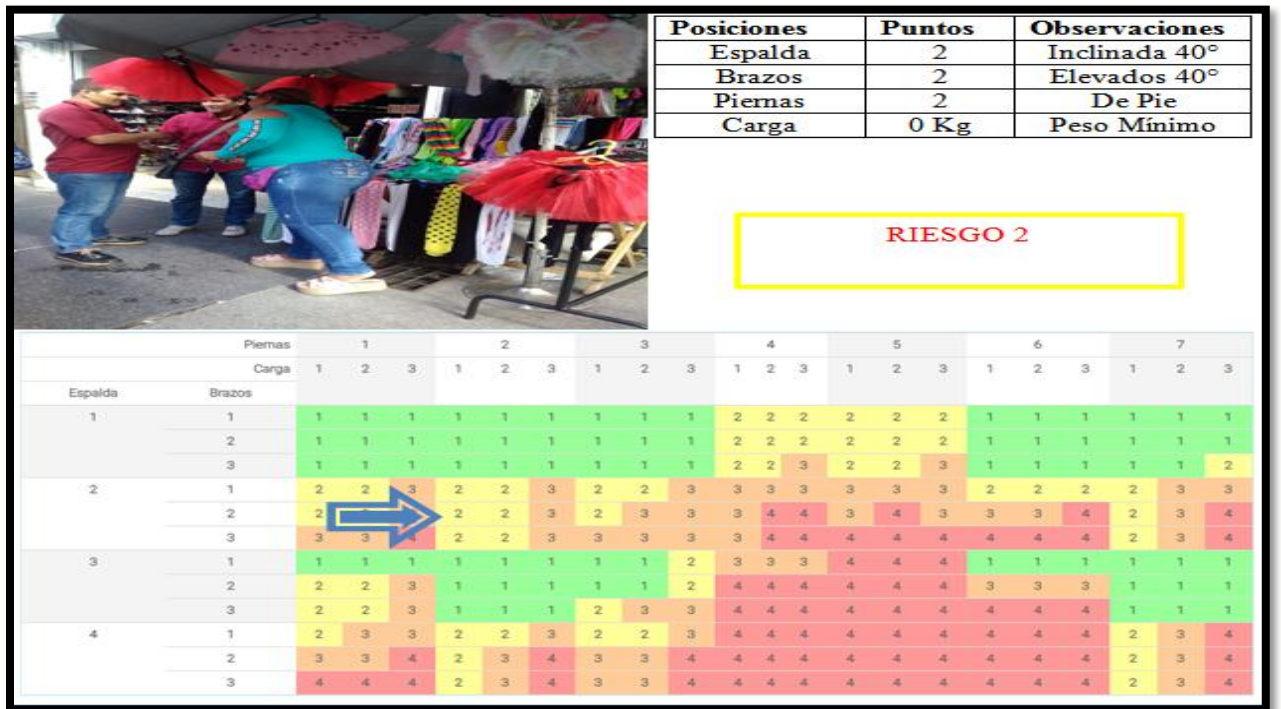 Posiciones Puntos Observaciones
Espalda 2 Inclinada 40°
Brazos 2 Elevados 40°
Piernas 2 De Pie
Carga 0 Kg Peso Mínimo
RIESGO 2
Piernas 1 2 3 4 5 6 7
Carga 1 2 3 1 2 3 1 2 3 1 2 3 1 2 3 1 2 3 1 2 3
Espalda Brazos
1 1 1 1 1 1 1 1 1 1 1 2 2 2 2 2 2 1 1 1 1 1 1
2 1 1 1 1 1 1 1 1 1 2 2 2 2 2 2 1 1 1 1 1 1
3 1 1 1 1 1 1 1 1 1 2 2 3 2 2 3 1 1 1 1 1 2
2 1 2 2 3 2 2 3 2 2 3 3 3 3 3 3 3 2 2 2 2 3 3
2 2 2 2 3 2 3 3 3 4 4 3 4 3 3 3 4 2 3 4
3 3 3 2 2 3 3 3 3 3 4 4 4 4 4 4 4 4 2 3 4
3 1 1 1 1 1 1 1 1 1 2 3 3 3 4 4 4 1 1 1 1 1 1
2 2 2 3 1 1 1 1 1 2 4 4 4 4 4 4 3 3 3 1 1 1
3 2 2 3 1 1 1 2 3 3 4 4 4 4 4 4 4 4 4 1 1 1
4 1 2 3 3 2 2 3 2 2 3 4 4 4 4 4 4 4 4 4 2 3 4
2 3 3 4 2 3 4 3 3 4 4 4 4 4 4 4 4 4 4 2 3 4
3 4 4 4 2 3 4 3 3 4 4 4 4 4 4 4 4 4 4 2 3 4